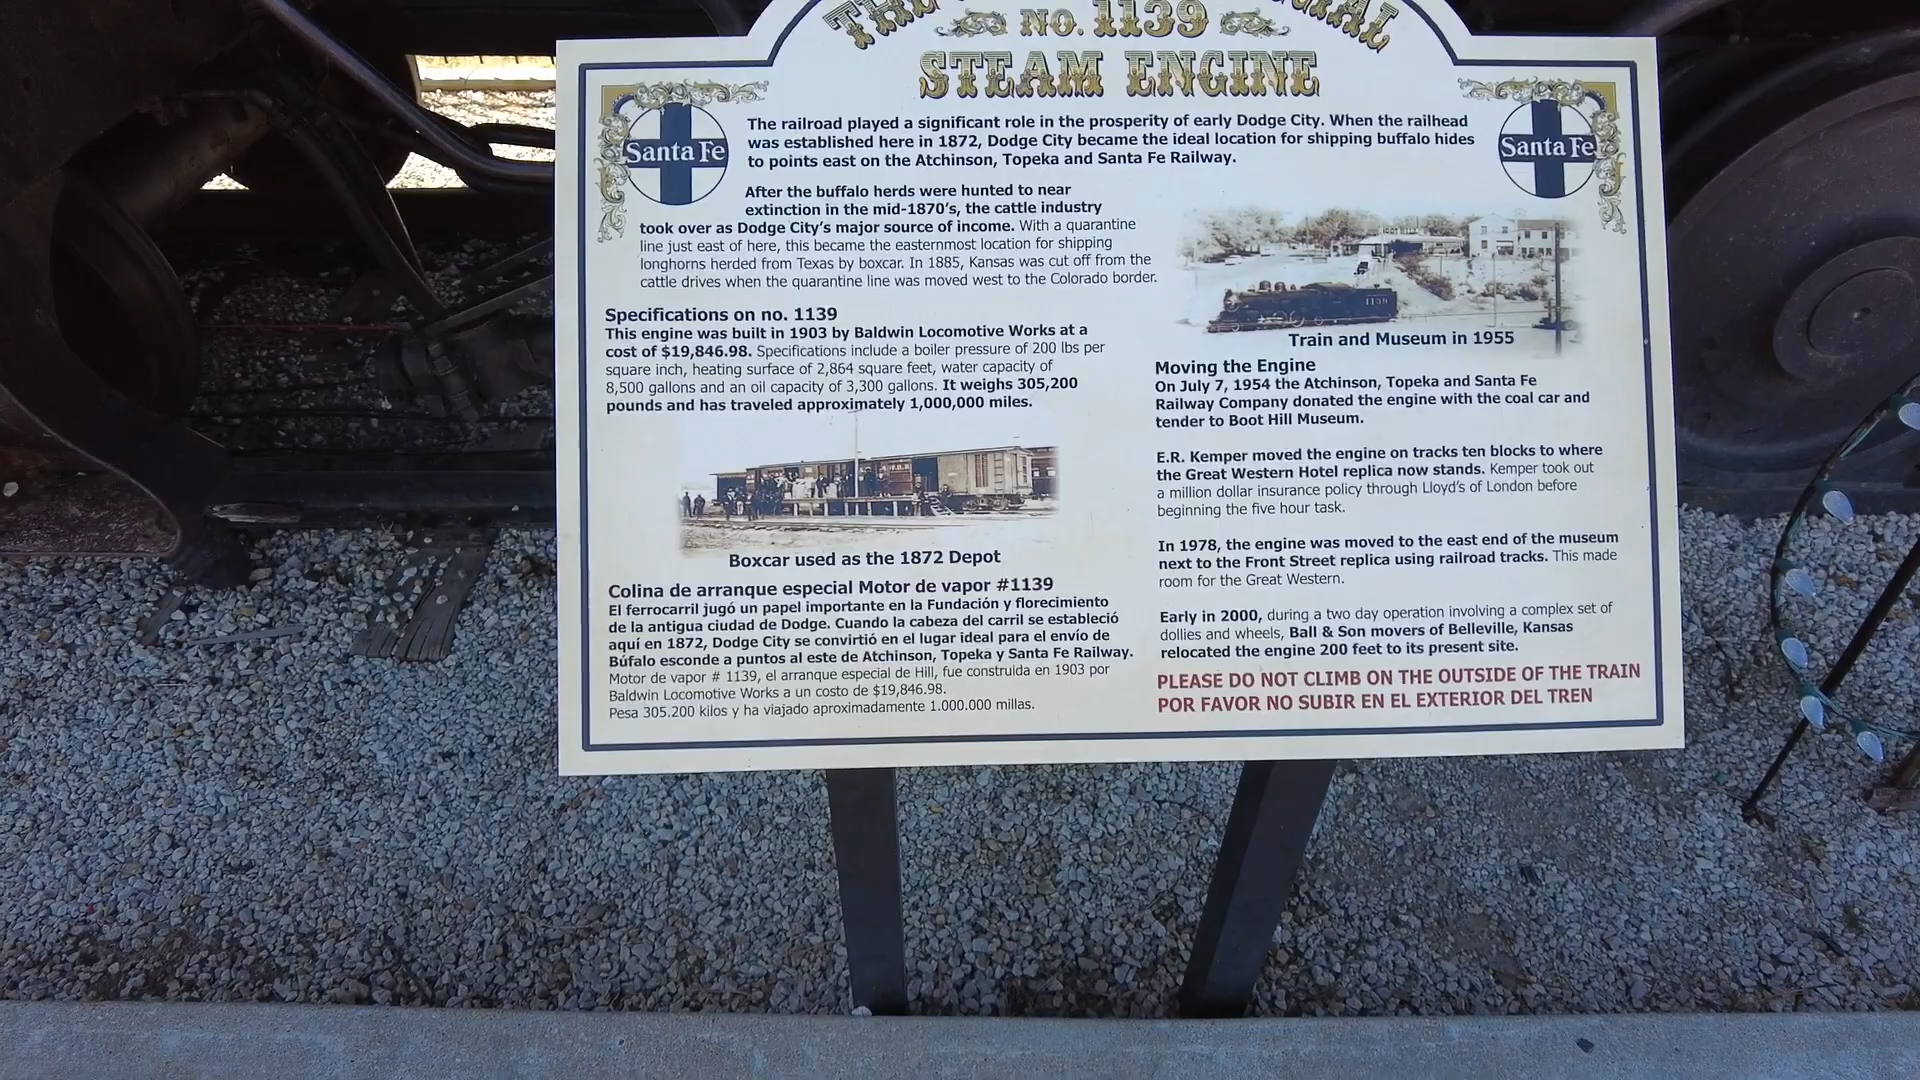 THE
NO. 1139
STEAM ENGINE
Santa Fe
Santa Fe
The railroad played a significant role in the prosperity of early Dodge City. When the railhead
was established here in 1872, Dodge City became the ideal location for shipping buffalo hides
to points east on the Atchinson, Topeka and Santa Fe Railway.
After the buffalo herds were hunted to near
extinction in the mid-1870's, the cattle industry
took over as Dodge City's major source of income. With a quarantine
line just east of here, this became the easternmost location for shipping
longhorns herded from Texas by boxcar. In 1885, Kansas was cut off from the
cattle drives when the quarantine line was moved west to the Colorado border.
Specifications on no. 1139
This engine was built in 1903 by Baldwin Locomotive Works at a
cost of $19,846.98. Specifications include a boiler pressure of 200 lbs per
square inch, heating surface of 2,864 square feet, water capacity of
8,500 gallons and an oil capacity of 3,300 gallons. It weighs 305,200
pounds and has traveled approximately 1,000,000 miles.
Boxcar used as the 1872 Depot
Colina de arranque especial Motor de vapor #1139
El ferrocarril jugó un papel importante en la Fundación y florecimiento
de la antigua ciudad de Dodge. Cuando la cabeza del carril se estableció
aquí en 1872, Dodge City se convirtió en el lugar ideal para el envío de
Búfalo esconde a puntos al este de Atchinson, Topeka y Santa Fe Railway.
Motor de vapor # 1139, el arranque especial de Hill, fue construida en 1903 por
Baldwin Locomotive Works a un costo de $19,846.98.
Pesa 305.200 kilos y ha viajado aproximadamente 1.000.000 millas.
1139
Train and Museum in 1955
Moving the Engine
On July 7, 1954 the Atchinson, Topeka and Santa Fe
Railway Company donated the engine with the coal car and
tender to Boot Hill Museum.
E.R. Kemper moved the engine on tracks ten blocks to where
the Great Western Hotel replica now stands. Kemper took out
a million dollar insurance policy through Lloyd's of London before
beginning the five hour task.
In 1978, the engine was moved to the east end of the museum
next to the Front Street replica using railroad tracks. This made
room for the Great Western.
Early in 2000, during a two day operation involving a complex set of
dollies and wheels, Ball & Son movers of Belleville, Kansas
relocated the engine 200 feet to its present site.
PLEASE DO NOT CLIMB ON THE OUTSIDE OF THE TRAIN
POR FAVOR NO SUBIR EN EL EXTERIOR DEL TREN